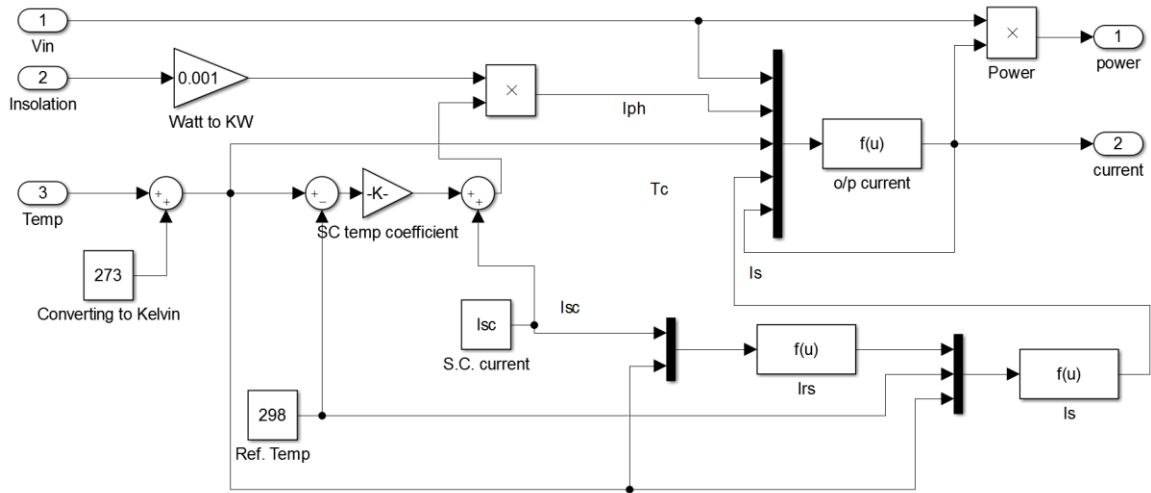 1
Vin
2
Insolation
0.001
Watt to KW
×
Iph
×
Power
1
power
f(u)
o/p current
2
current
3
Temp
+
+
+
−
-K-
SC temp coefficient
+
+
Tc
273
Converting to Kelvin
Is
Isc
S.C. current
Isc
f(u)
Irs
f(u)
Is
298
Ref. Temp